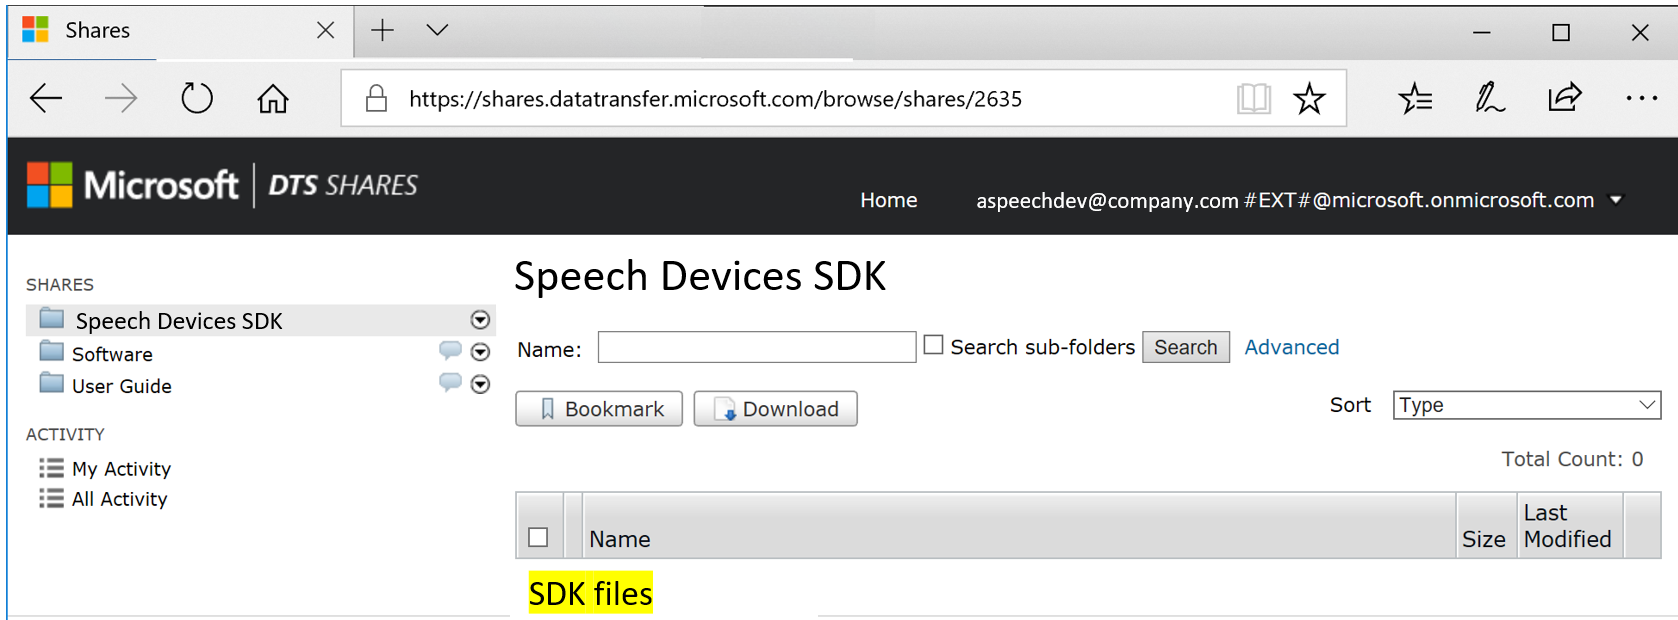 Shares
https://shares.datatransfer.microsoft.com/browse/shares/2635
Microsoft DTS SHARES
Home aspeechdev@company.com #EXT#@microsoft.onmicrosoft.com
SHARES
Speech Devices SDK
Software
User Guide
ACTIVITY
My Activity
All Activity
Speech Devices SDK
Name: Search sub-folders Search Advanced
Bookmark Download Sort Type
Total Count: 0
Name Size Last Modified
SDK files